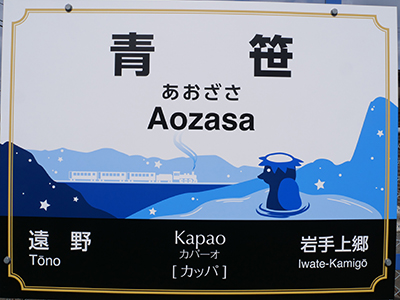 青笹
あおざさ
Aozasa
遠野
Tōno
Kapao
カパーオ
[カッパ]
岩手上郷
Iwate-Kamigō